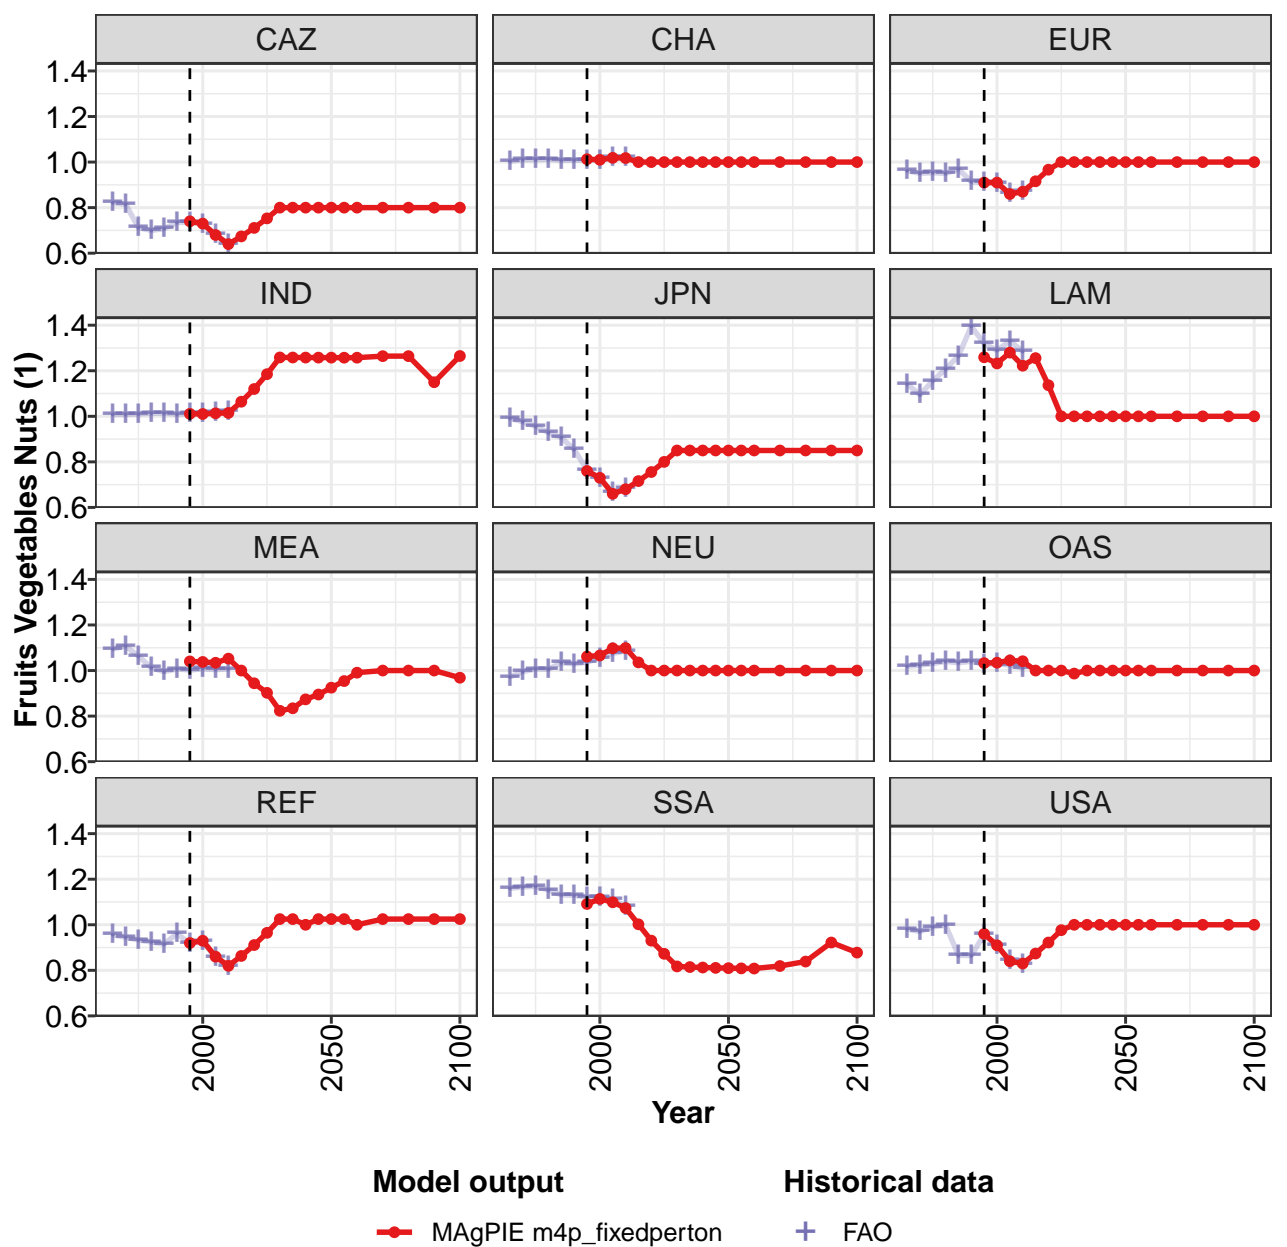 CAZ CHA EUR
1.4
1.2
1.0
0.8
0.6
IND JPN LAM
1.4
1.2
1.0
0.8
0.6
MEA NEU OAS
1.4
1.2
1.0
0.8
0.6
REF SSA USA
1.4
1.2
1.0
0.8
0.6
Fruits Vegetables Nuts (1)
2000 2050 2100 2000 2050 2100 2000 2050 2100
Year
Model output Historical data
MAgPIE m4p_fixedperton FAO